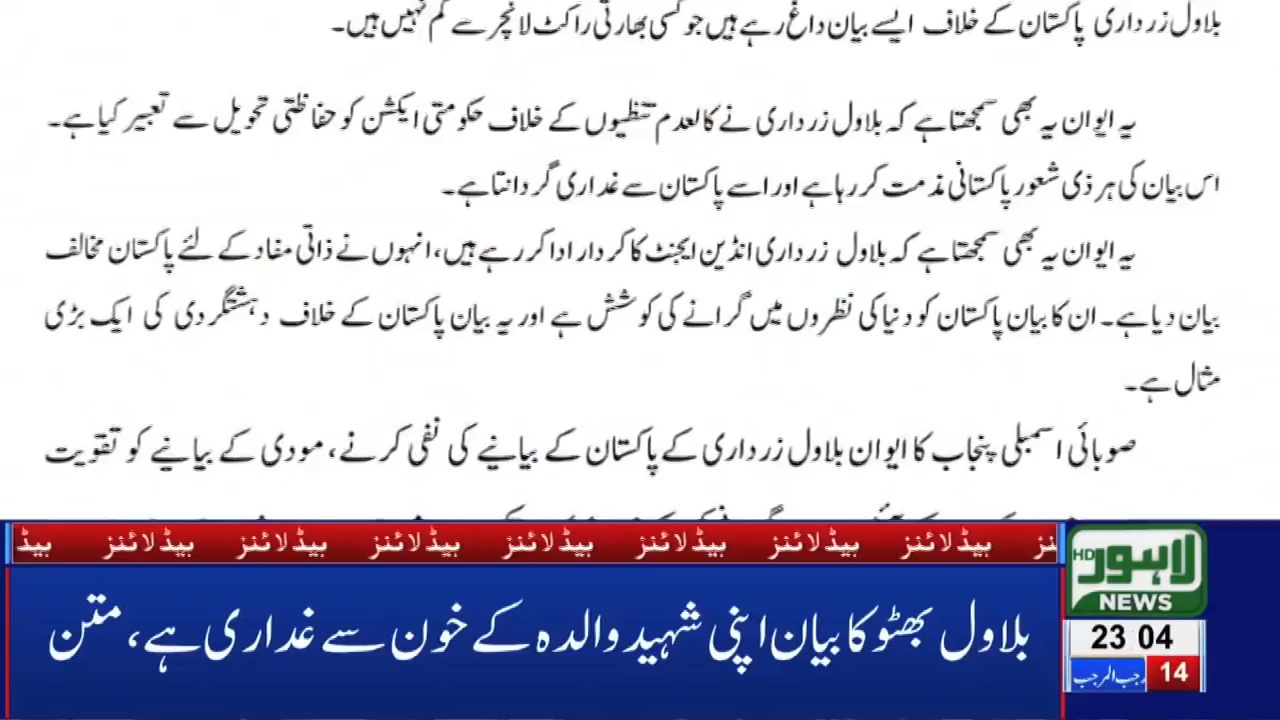 بلاول زرداری پاکستان کے خلاف ایسے بیان داغ رہے ہیں جو کسی بھارتی راکٹ لانچر سے کم نہیں ہیں۔
یہ ایوان یہ بھی سمجھتا ہے کہ بلاول زرداری نے کالعدم تنظیموں کے خلاف حکومتی ایکشن کو حفاظتی تحویل سے تعبیر کیا ہے۔
اس بیان کی ہر ذی شعور پاکستانی مذمت کر رہا ہے اور اسے پاکستان سے غداری گردانتا ہے۔
یہ ایوان یہ بھی سمجھتا ہے کہ بلاول زرداری انڈین ایجنٹ کا کردار ادا کر رہے ہیں، انہوں نے ذاتی مفاد کے لئے پاکستان مخالف
بیان دیا ہے۔ ان کا بیان پاکستان کو دنیا کی نظروں میں گرانے کی کوشش ہے اور یہ بیان پاکستان کے خلاف دہشتگردی کی ایک بڑی
مثال ہے۔
صوبائی اسمبلی پنجاب کا ایوان بلاول زرداری کے پاکستان کے بیانیے کی نفی کرنے، مودی کے بیانیے کو تقویت
ہیڈلائنز ہیڈلائنز ہیڈلائنز ہیڈلائنز ہیڈلائنز ہیڈلائنز ہیڈلائنز
بلاول بھٹو کا بیان اپنی شہید والدہ کے خون سے غداری ہے، متن
لاہور HD
NEWS
23 04
14 رجب المرجب